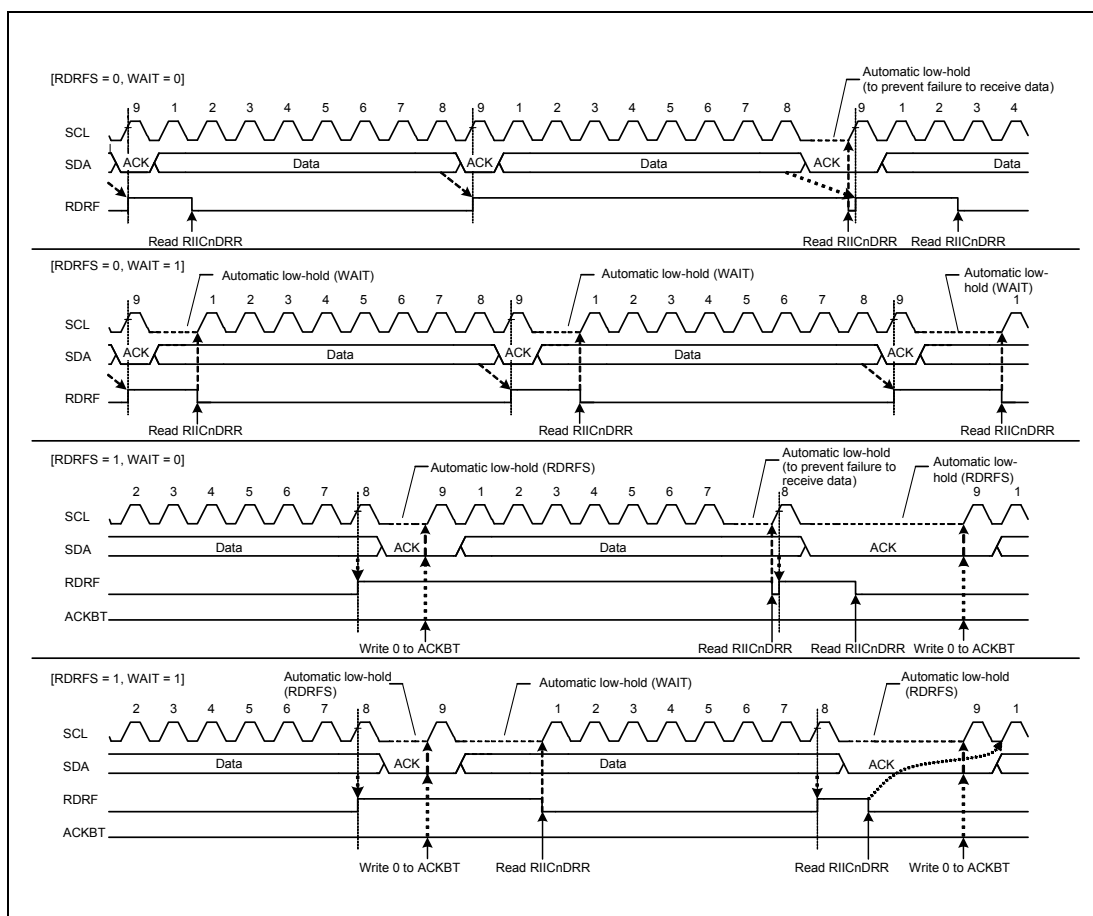 [RDRFS = 0, WAIT = 0]
Automatic low-hold
(to prevent failure to receive data)
9 1 2 3 4 5 6 7 8 9 1 2 3 4 5 6 7 8 9 1 2 3 4
SCL
SDA ACK Data ACK Data ACK Data
RDRF
Read RIICnDRR Read RIICnDRR Read RIICnDRR
[RDRFS = 0, WAIT = 1]
Automatic low-hold (WAIT) Automatic low-hold (WAIT) Automatic low-
hold (WAIT)
9 1 2 3 4 5 6 7 8 9 1 2 3 4 5 6 7 8 9 1
SCL
SDA ACK Data ACK Data ACK
RDRF
Read RIICnDRR Read RIICnDRR Read RIICnDRR
[RDRFS = 1, WAIT = 0]
Automatic low-hold (RDRFS) Automatic low-hold
(to prevent failure to
receive data) Automatic low-
hold (RDRFS)
2 3 4 5 6 7 8 9 1 2 3 4 5 6 7 8 9 1
SCL
SDA Data ACK Data ACK
RDRF
ACKBT
Write 0 to ACKBT Read RIICnDRR Read RIICnDRR Write 0 to ACKBT
[RDRFS = 1, WAIT = 1]
Automatic low-hold
(RDRFS) Automatic low-hold (WAIT) Automatic low-hold
(RDRFS)
2 3 4 5 6 7 8 9 1 2 3 4 5 6 7 8 9 1
SCL
SDA Data ACK Data ACK
RDRF
ACKBT
Write 0 to ACKBT Read RIICnDRR Read RIICnDRR Write 0 to ACKBT